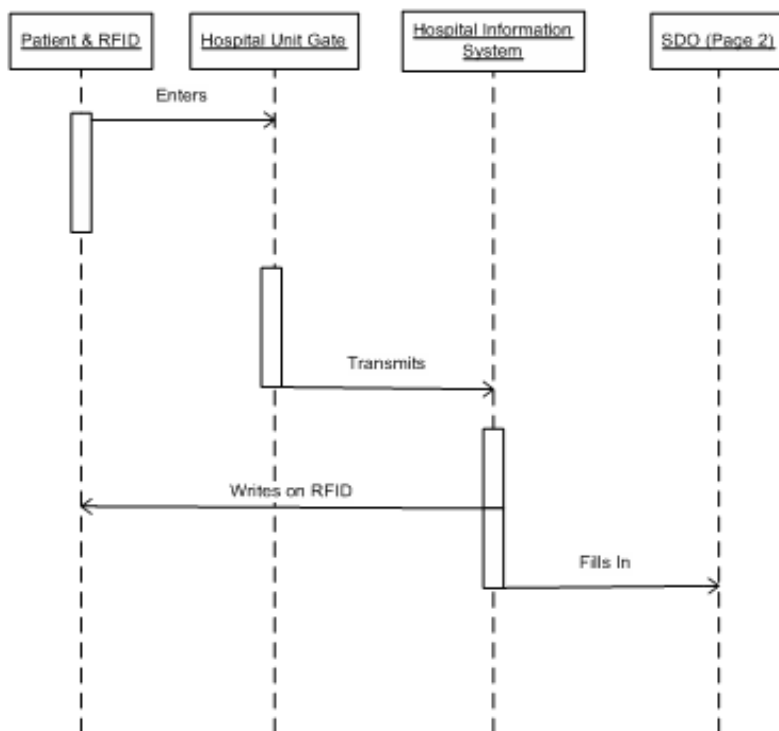 Patient & RFID
Hospital Unit Gate
Hospital Information
System
SDO (Page 2)
Enters
Transmits
Writes on RFID
Fills In